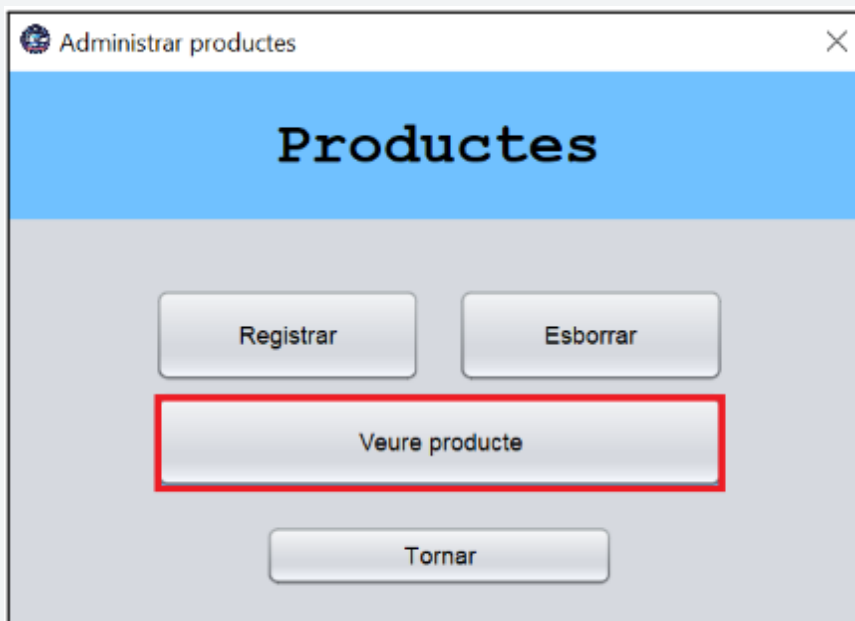 Administrar productes
Productes
Registrar Esborrar
Veure producte
Tornar